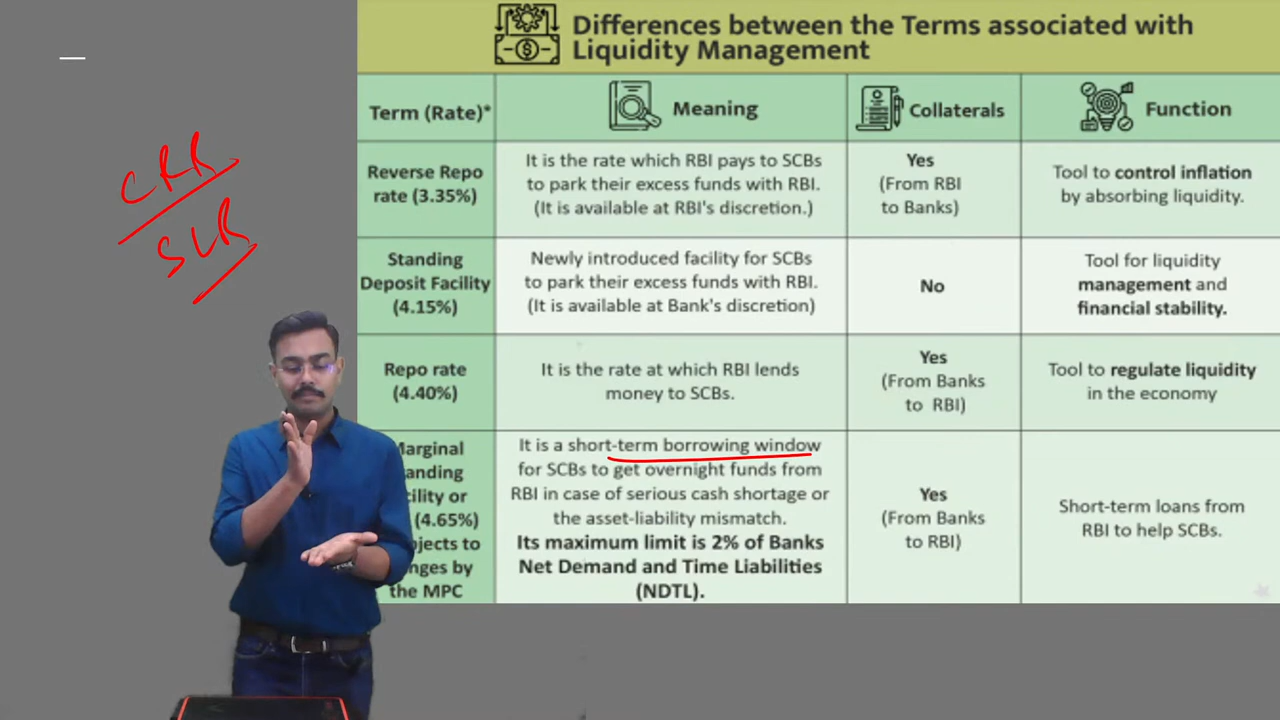 CRR
SLR
Differences between the Terms associated with
Liquidity Management
Term (Rate)*
Meaning
Collaterals
Function
Reverse Repo
rate (3.35%)
It is the rate which RBI pays to SCBs
to park their excess funds with RBI.
(It is available at RBI's discretion.)
Yes
(From RBI
to Banks)
Tool to control inflation
by absorbing liquidity.
Standing
Deposit Facility
(4.15%)
Newly introduced facility for SCBs
to park their excess funds with RBI.
(It is available at Bank's discretion)
No
Tool for liquidity
management and
financial stability.
Repo rate
(4.40%)
It is the rate at which RBI lends
money to SCBs.
Yes
(From Banks
to RBI)
Tool to regulate liquidity
in the economy
Marginal
anding
cility or
(4.65%)
bjects to
nges by
the MPC
It is a short-term borrowing window
for SCBs to get overnight funds from
RBI in case of serious cash shortage or
the asset-liability mismatch.
Its maximum limit is 2% of Banks
Net Demand and Time Liabilities
(NDTL).
Yes
(From Banks
to RBI)
Short-term loans from
RBI to help SCBs.